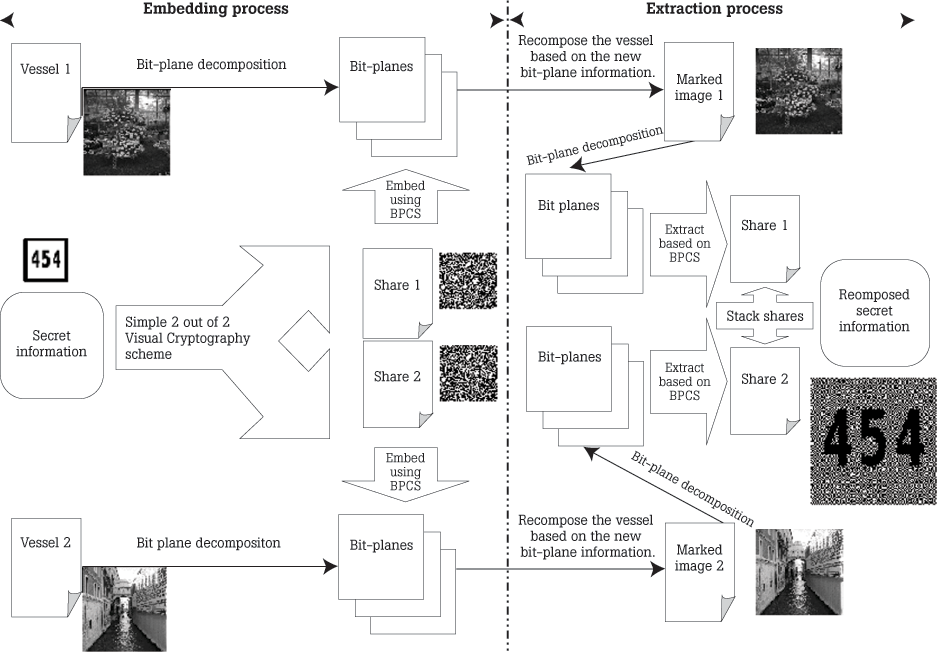 Embedding process
Extraction process
Vessel 1
Bit-plane decomposition
Bit-planes
Recompose the vessel
based on the new
bit-plane information.
Marked
image 1
Bit-plane decomposition
Embed
using
BPCS
Bit planes
Extract
based on
BPCS
Share 1
454
Secret
information
Simple 2 out of 2
Visual Cryptography
scheme
Share 1
Share 2
Stack shares
Reomposed
secret
information
Bit-planes
Extract
based on
BPCS
Share 2
454
Embed
using
BPCS
Bit-plane decomposition
Vessel 2
Bit plane decompositon
Bit-planes
Recompose the vessel
based on the new
bit-plane information.
Marked
image 2